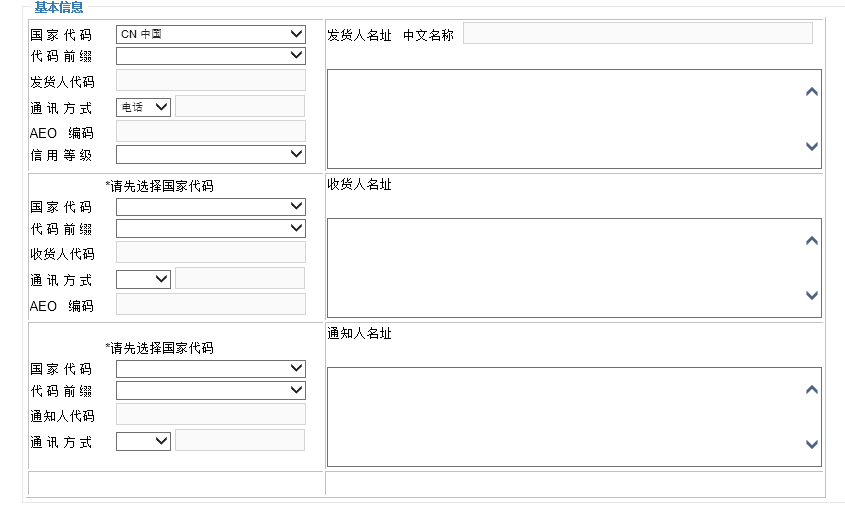 基本信息
国家代码 CN 中国 发货人名址 中文名称
代码前缀
发货人代码
通讯方式 电话
AEO 编码
信用等级
*请先选择国家代码 收货人名址
国家代码
代码前缀
收货人代码
通讯方式
AEO 编码
通知人名址
*请先选择国家代码
国家代码
代码前缀
通知人代码
通讯方式